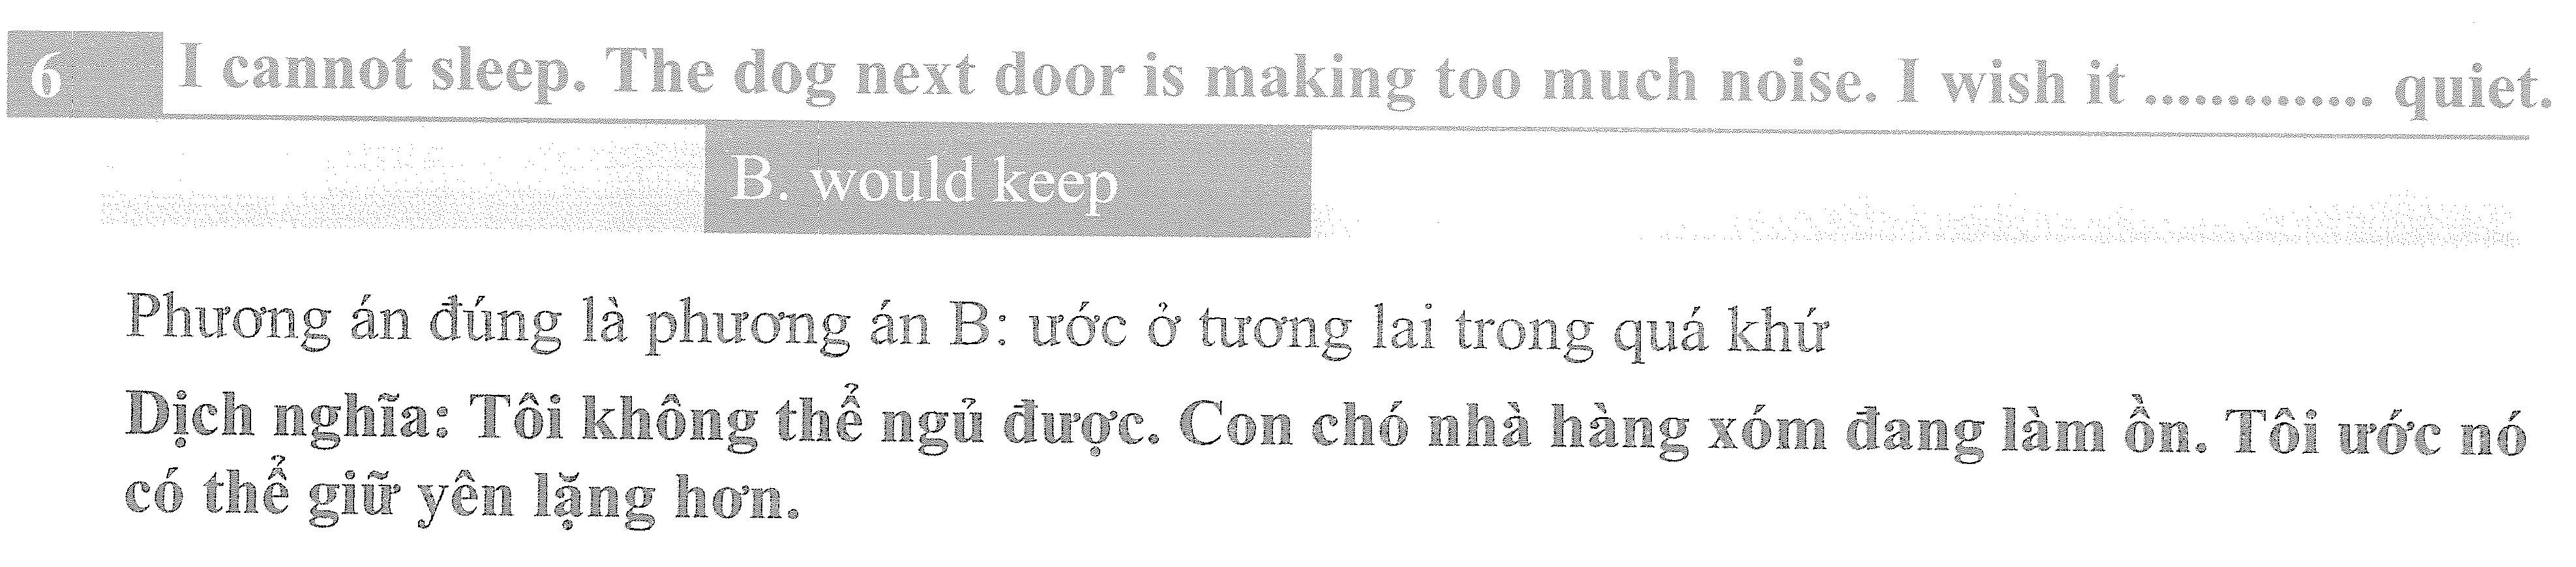 6 I cannot sleep. The dog next door is making too much noise. I wish it .............. quiet.
B. would keep
Phương án đúng là phương án B: ước ở tương lai trong quá khứ
Dịch nghĩa: Tôi không thể ngủ được. Con chó nhà hàng xóm đang làm ồn. Tôi ước nó
có thể giữ yên lặng hơn.